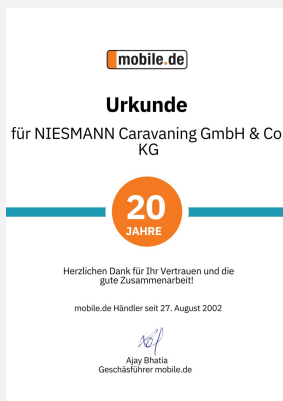 mobile.de
Urkunde
für NIESMANN Caravaning GmbH & Co
KG
20
JAHRE
Herzlichen Dank für Ihr Vertrauen und die
gute Zusammenarbeit!
mobile.de Händler seit 27. August 2002
Ajay Bhatia
Geschäsführer mobile.de